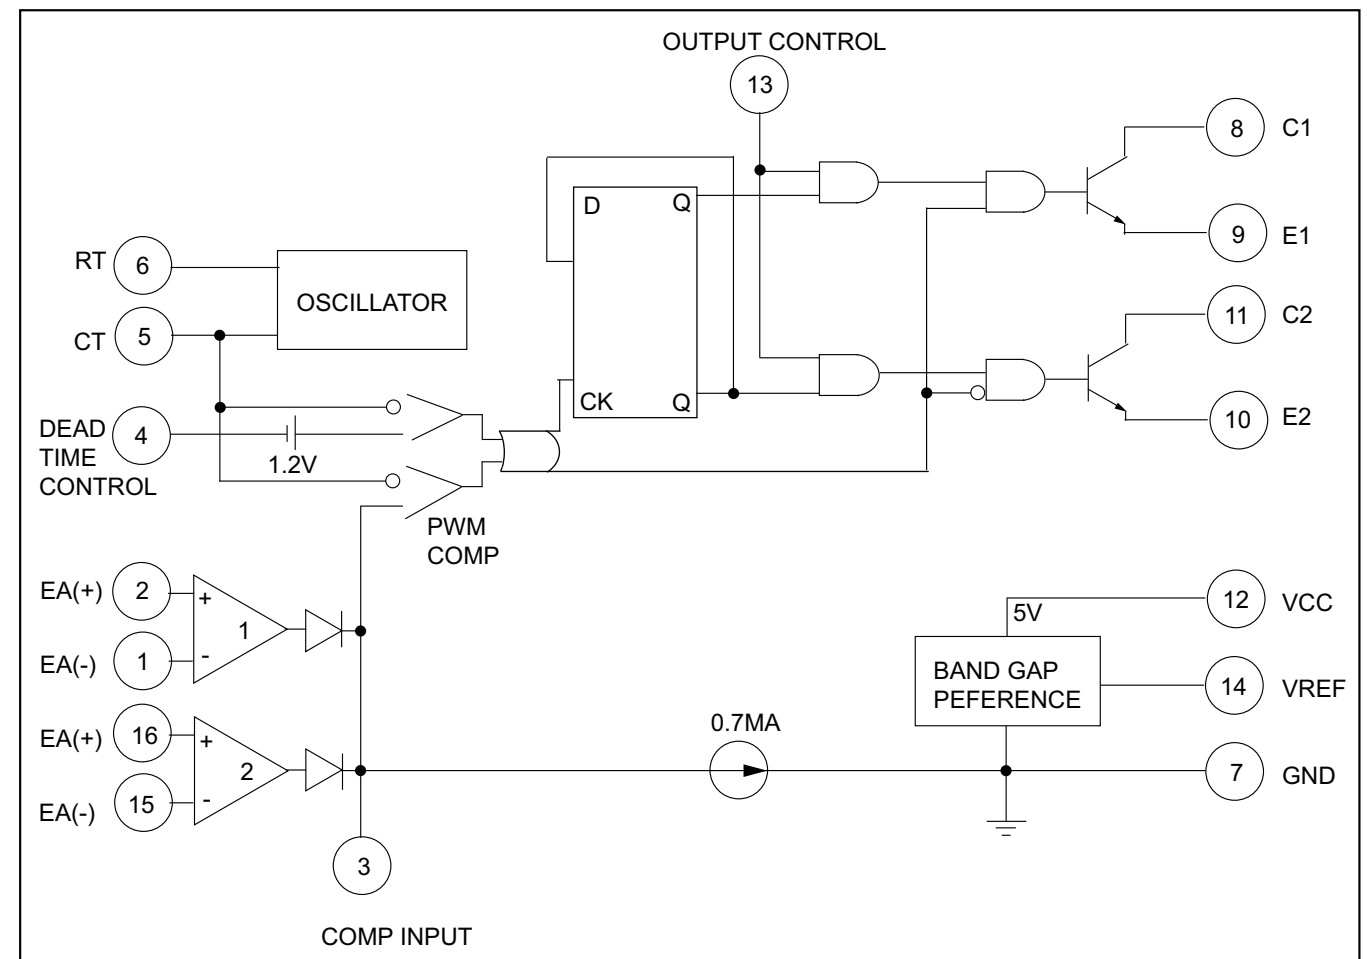 OUTPUT CONTROL
13
8 C1
D Q
9 E1
RT 6
OSCILLATOR
CT 5
11 C2
CK Q
DEAD
TIME
CONTROL
4
1.2V
10 E2
PWM
COMP
EA(+) 2
+
1
-
EA(-) 1
12 VCC
5V
BAND GAP
PEFERENCE
14 VREF
EA(+) 16
+
2
-
EA(-) 15
0.7MA
7 GND
3
COMP INPUT